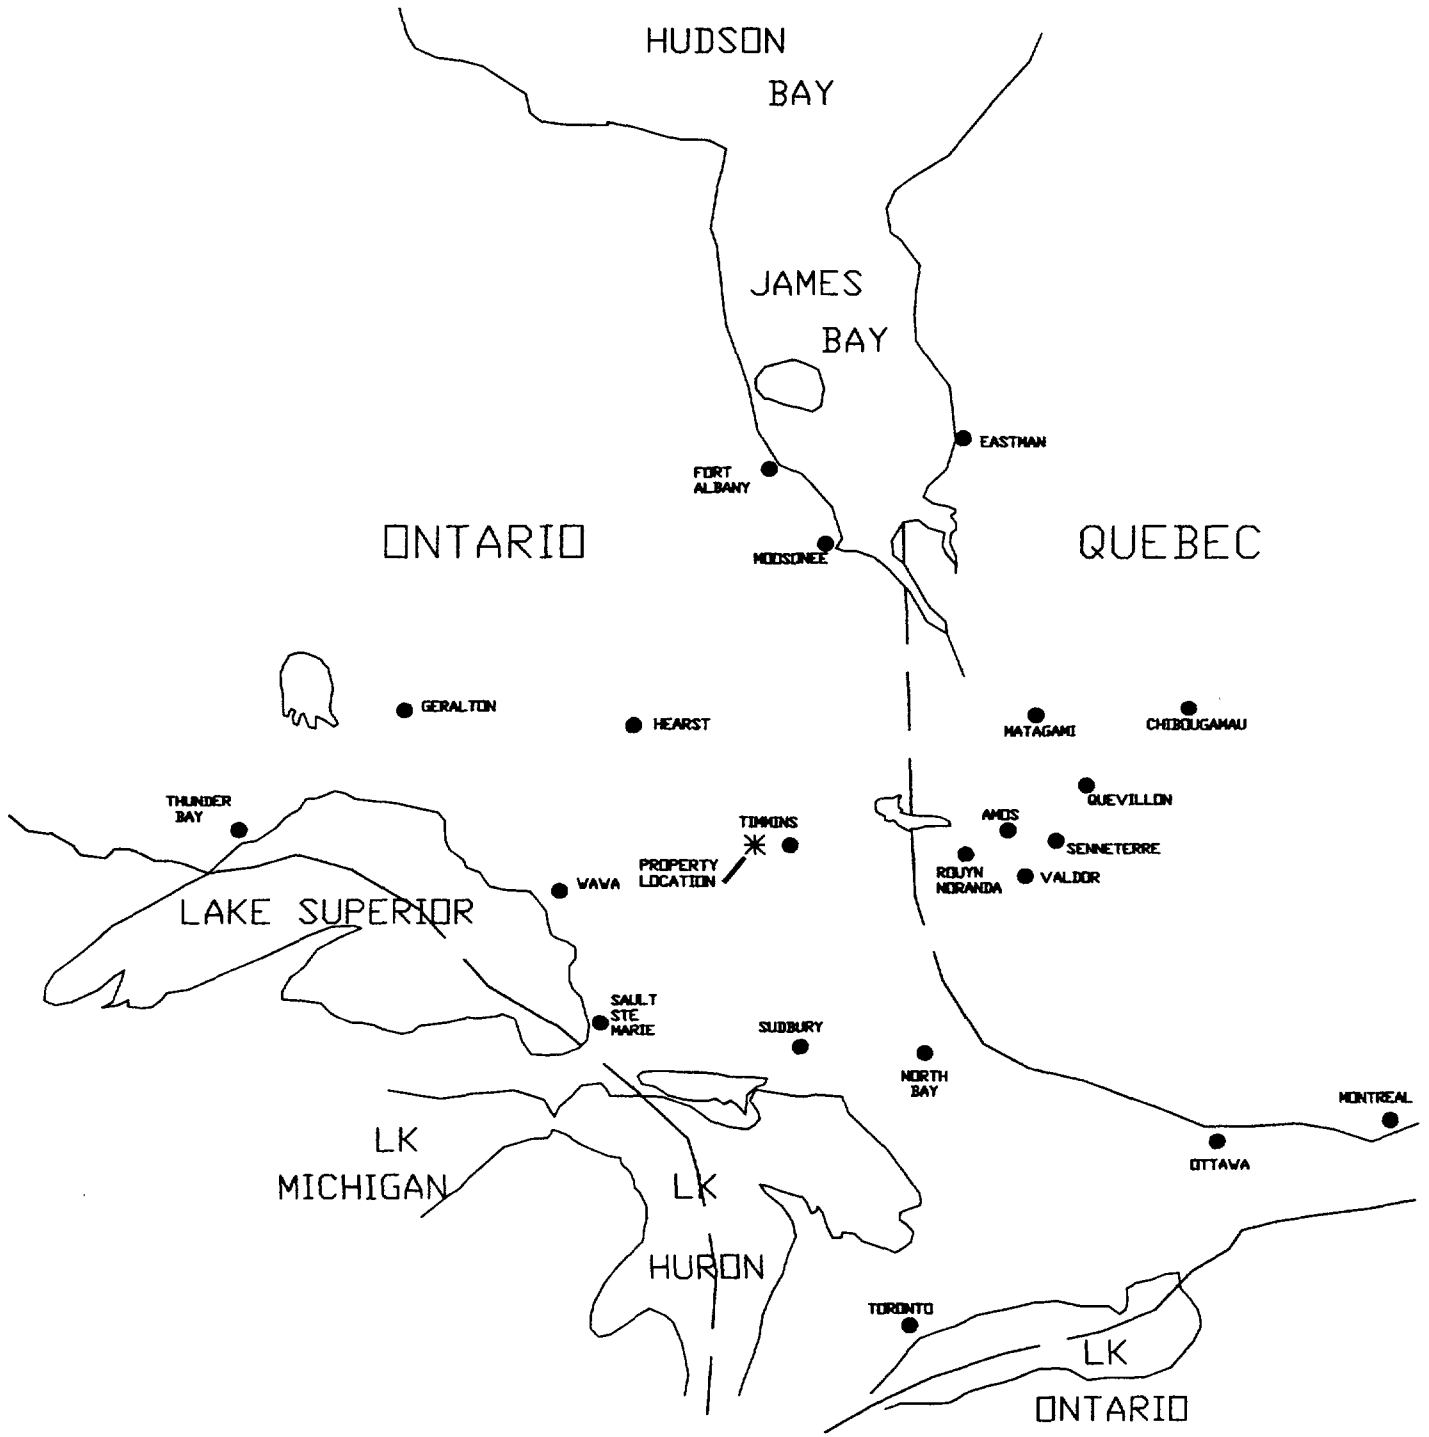 HUDSON
BAY
JAMES
BAY
EASTMAN
FORT
ALBANY
ONTARIO
QUEBEC
MOOSONEE
GERALTON
HEARST
MATAGAMI
CHIBOUGAMAU
THUNDER
BAY
QUEVILLON
TIMMINS
AMOS
SENNETERRE
PROPERTY
LOCATION
ROUYN
NORANDA
VALDOR
WAWA
LAKE SUPERIOR
SAULT
STE
MARIE
SUDBURY
NORTH
BAY
MONTREAL
OTTAWA
LK
MICHIGAN
LK
HURON
TORONTO
LK
ONTARIO